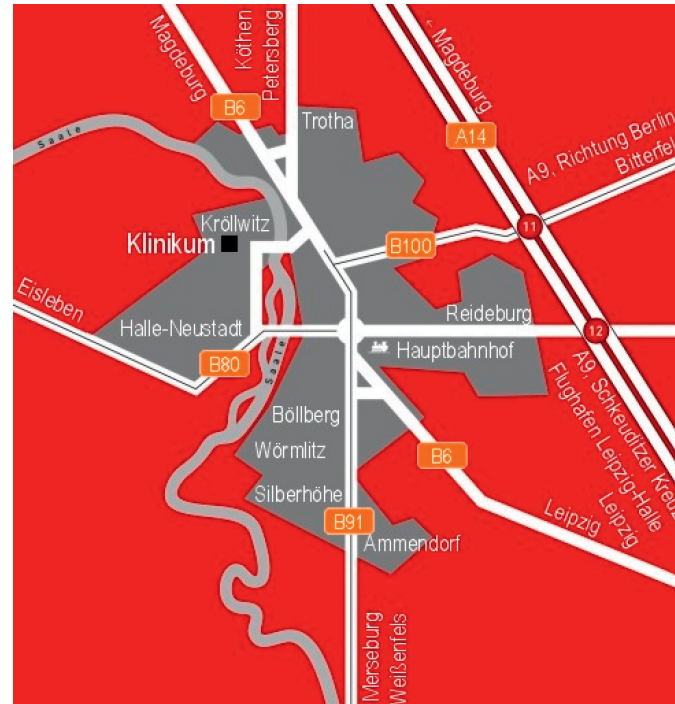 Magdeburg
Köthen
Petersberg
← Magdeburg
B6
Saale
Trotha
A14
A9, Richtung Berlin
Bitterfel
Kröllwitz
Klinikum
11
B100
Eisleben
Halle-Neustadt
Reideburg
12
Hauptbahnhof
B80
Saale
A9, Schkeuditzer Kreuz
Flughafen Leipzig-Halle
Leipzig
Böllberg
Wörmlitz
B6
Silberhöhe
B91
Leipzig
Ammendorf
Merseburg
Weißenfels